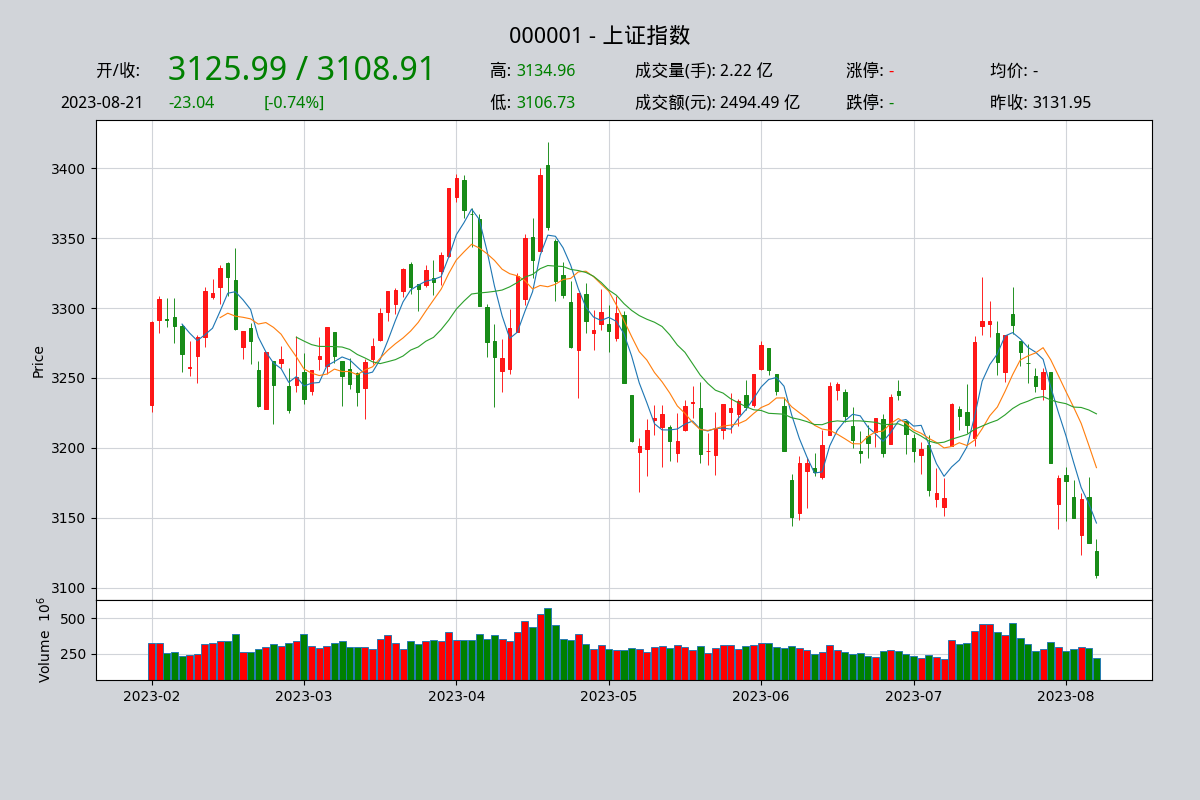 000001 - 上证指数
开/收: 3125.99 / 3108.91 高: 3134.96 成交量(手): 2.22 亿 涨停: - 均价: -
2023-08-21 -23.04 [-0.74%] 低: 3106.73 成交额(元): 2494.49 亿 跌停: - 昨收: 3131.95
3400
3350
3300
3250
3200
3150
3100
Price
500
250
Volume 10^6
2023-02 2023-03 2023-04 2023-05 2023-06 2023-07 2023-08